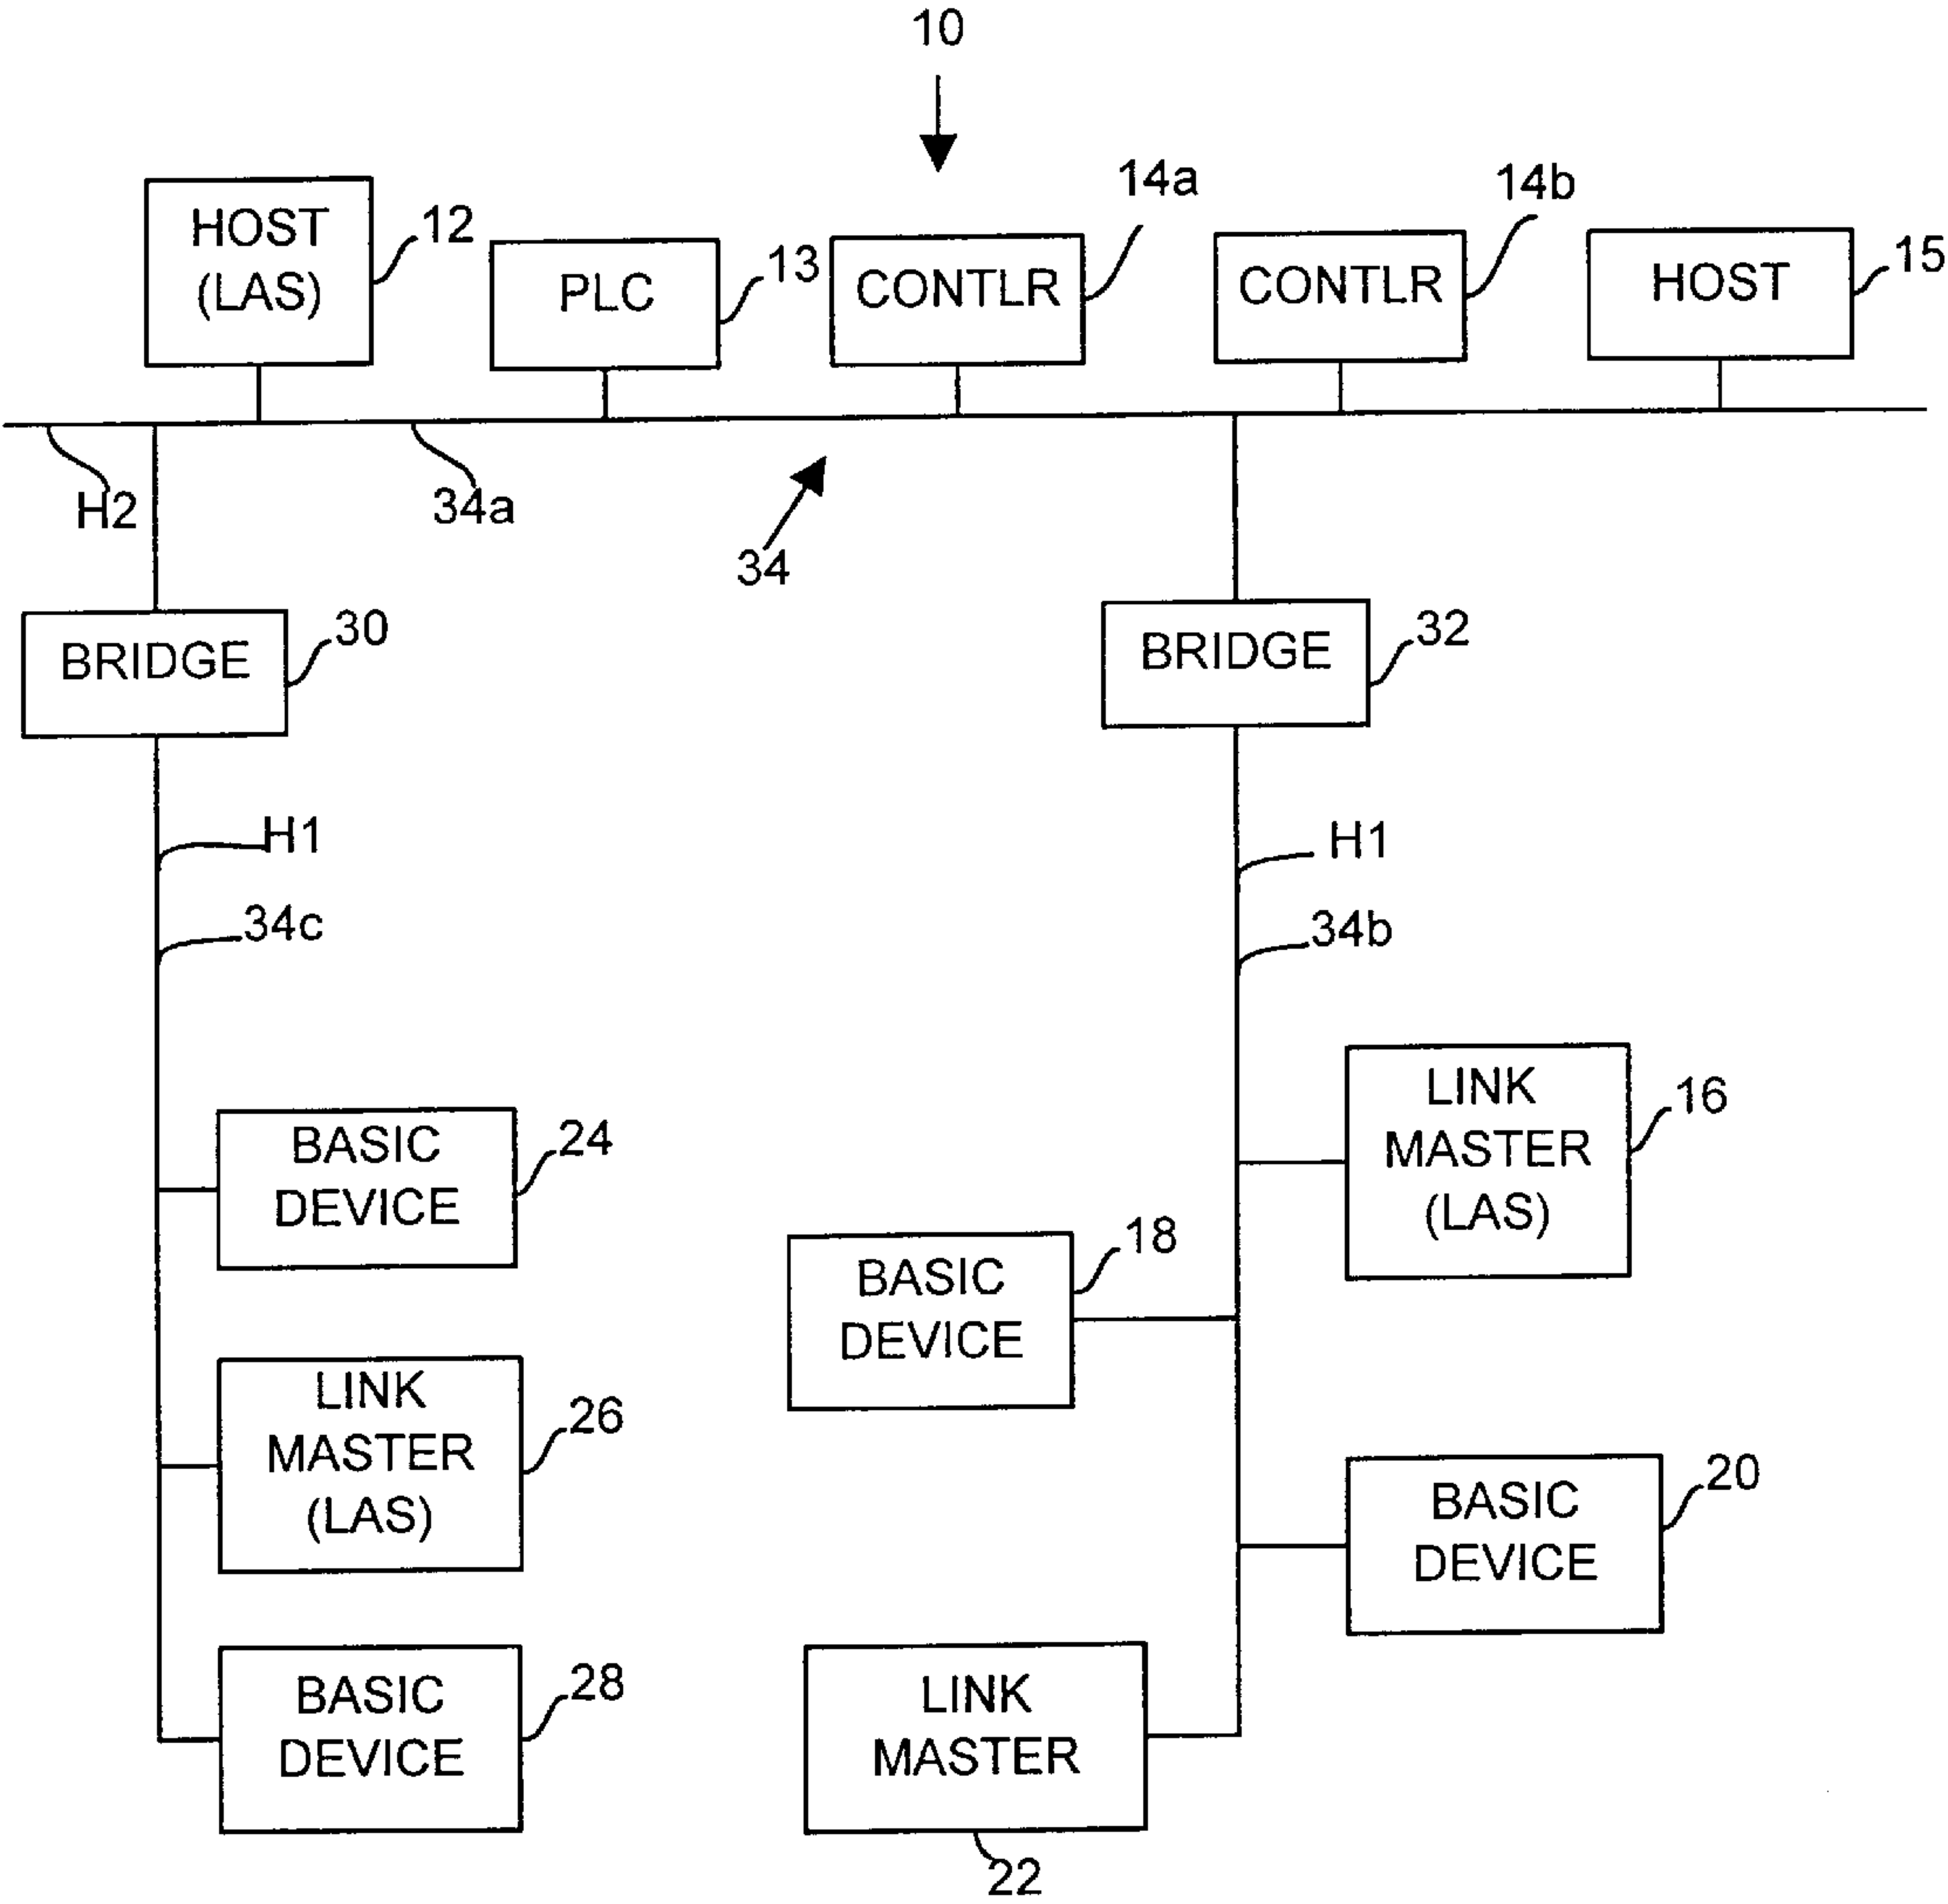 10
HOST
(LAS)
12
PLC
13
CONTLR
14a
CONTLR
14b
HOST
15
H2
34a
34
BRIDGE
30
BRIDGE
32
H1
34c
H1
34b
BASIC
DEVICE
24
LINK
MASTER
(LAS)
26
BASIC
DEVICE
28
LINK
MASTER
(LAS)
16
BASIC
DEVICE
18
BASIC
DEVICE
20
LINK
MASTER
22